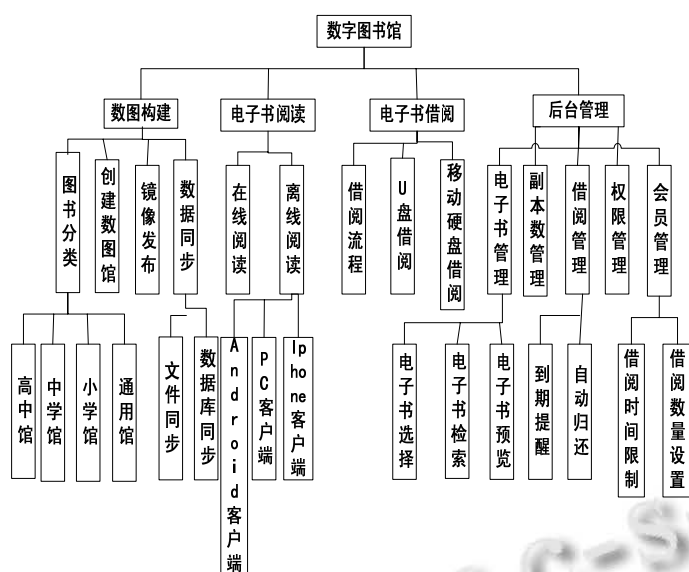 数字图书馆
数图构建
电子书阅读
电子书借阅
后台管理
图书分类
创建数图馆
镜像发布
数据同步
在线阅读
离线阅读
借阅流程
U盘借阅
移动硬盘借阅
电子书管理
副本数管理
借阅管理
权限管理
会员管理
高中馆
中学馆
小学馆
通用馆
文件同步
数据库同步
Android客户端
PC客户端
Iphone客户端
电子书选择
电子书检索
电子书预览
到期提醒
自动归还
借阅时间限制
借阅数量设置
C-S